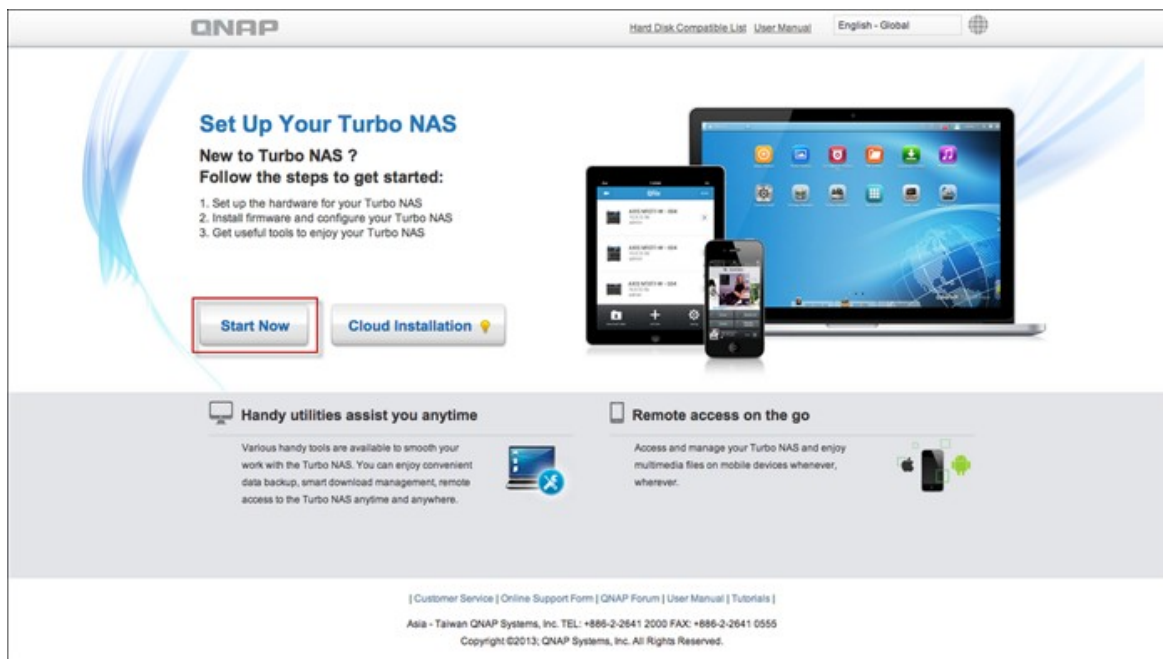 QNAP
Hard Disk Compatible List User Manual English - Global
Set Up Your Turbo NAS
New to Turbo NAS ?
Follow the steps to get started:
1. Set up the hardware for your Turbo NAS
2. Install firmware and configure your Turbo NAS
3. Get useful tools to enjoy your Turbo NAS
Start Now
Cloud Installation
Handy utilities assist you anytime
Various handy tools are available to smooth your
work with the Turbo NAS. You can enjoy convenient
data backup, smart download management, remote
access to the Turbo NAS anytime and anywhere.
Remote access on the go
Access and manage your Turbo NAS and enjoy
multimedia files on mobile devices whenever,
wherever.
| Customer Service | Online Support Form | QNAP Forum | User Manual | Tutorials |
Asia - Taiwan QNAP Systems, Inc. TEL: +886-2-2641 2000 FAX: +886-2-2641 0555
Copyright ©2013; QNAP Systems, Inc. All Rights Reserved.